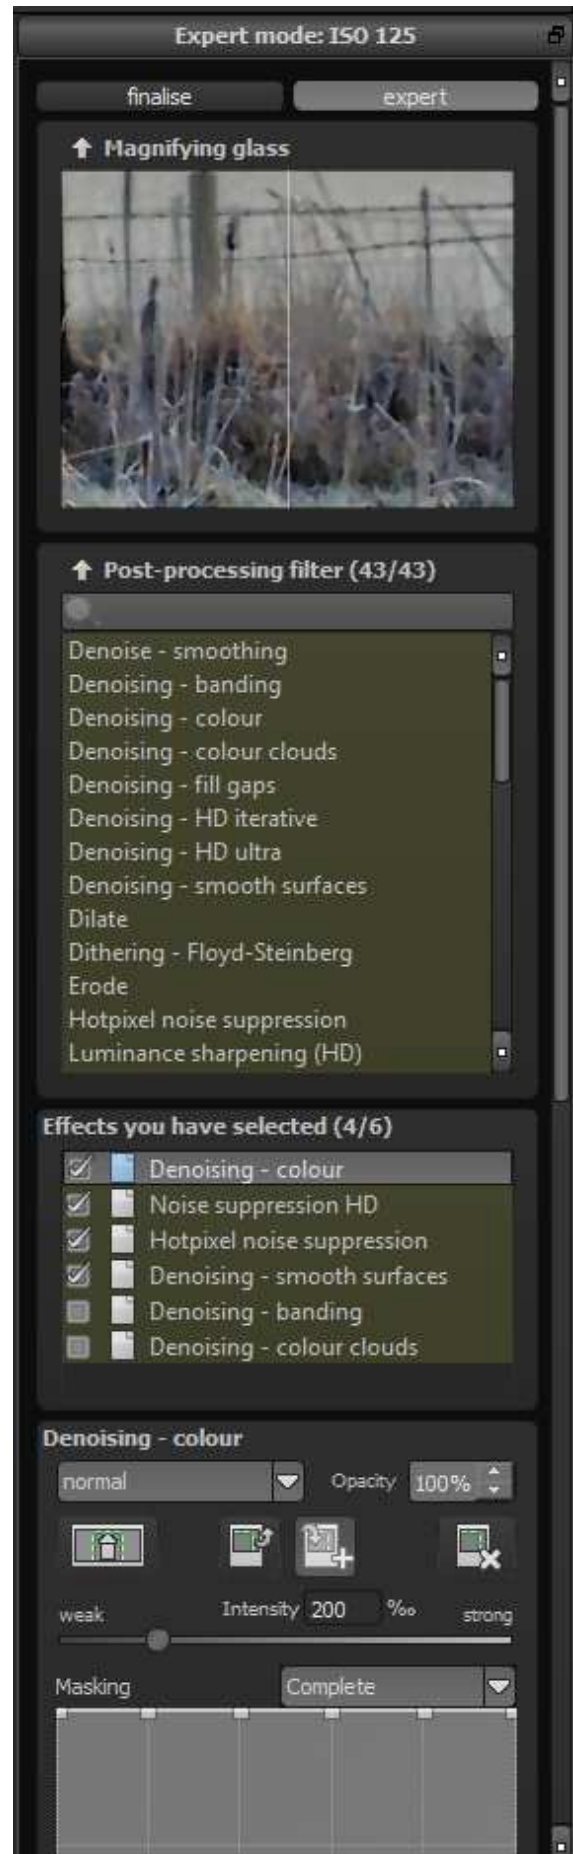 Expert mode: ISO 125
finalise expert
Magnifying glass
Post-processing filter (43/43)
Denoise - smoothing
Denoising - banding
Denoising - colour
Denoising - colour clouds
Denoising - fill gaps
Denoising - HD iterative
Denoising - HD ultra
Denoising - smooth surfaces
Dilate
Dithering - Floyd-Steinberg
Erode
Hotpixel noise suppression
Luminance sharpening (HD)
Effects you have selected (4/6)
Denoising - colour
Noise suppression HD
Hotpixel noise suppression
Denoising - smooth surfaces
Denoising - banding
Denoising - colour clouds
Denoising - colour
normal Opacity 100%
weak Intensity 200 ‰ strong
Masking Complete